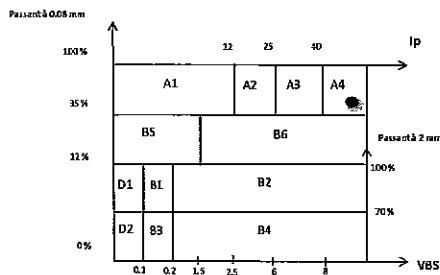 Passantà 0.08 mm
Ip
100%
12 25 40
A1 A2 A3 A4
35%
B5 B6
Passantà 2 mm
12%
100%
D1 B1 B2
70%
D2 B3 B4
0%
0.1 0.2 1.5 2.5 6 8 VBS